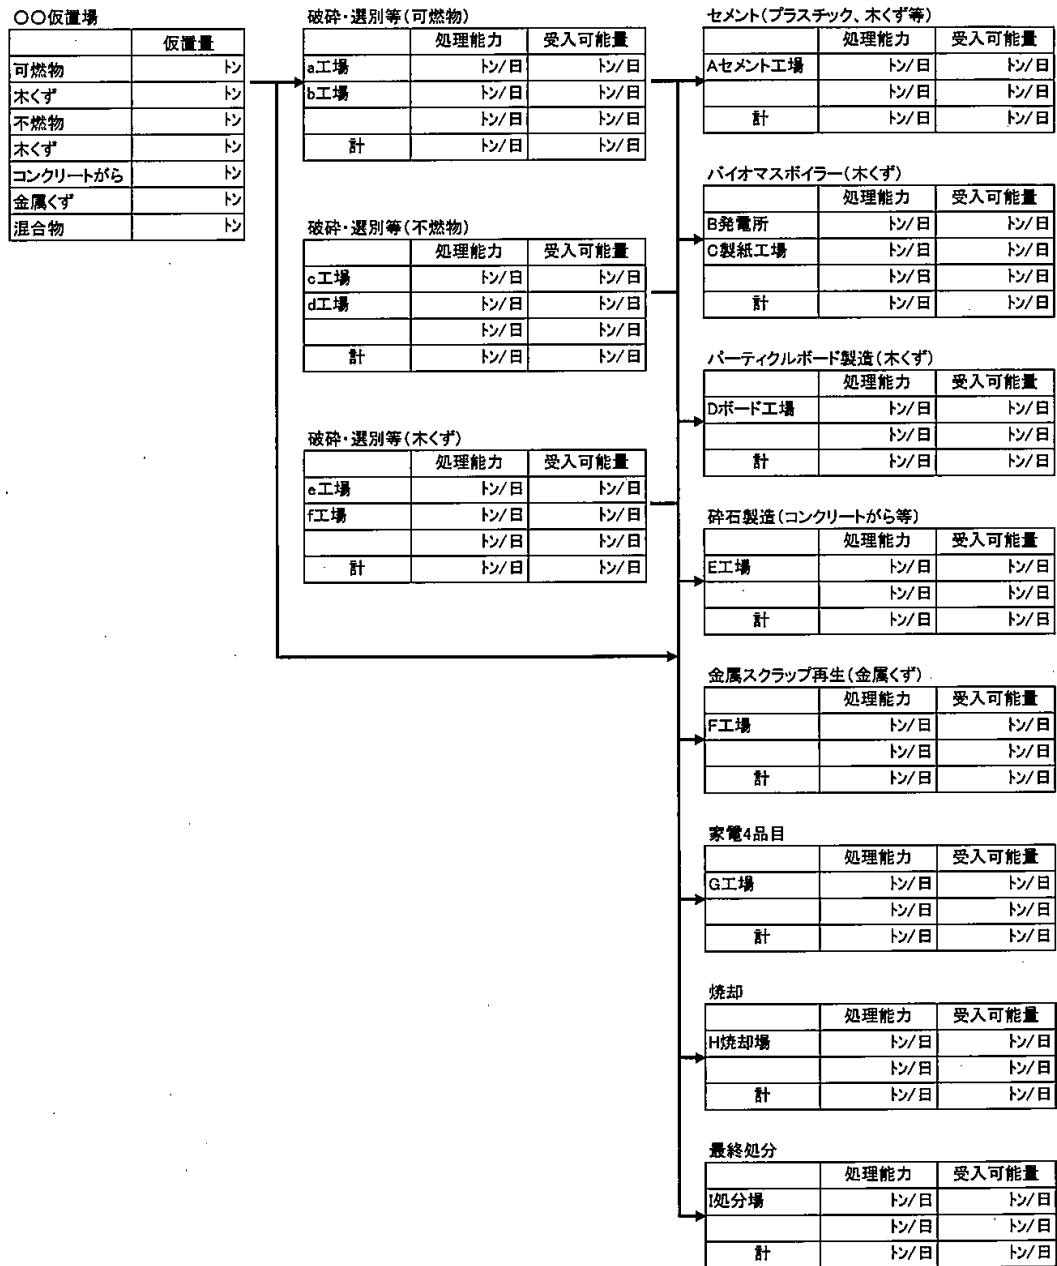 〇〇仮置場
仮置量
可燃物 トン
木くず トン
不燃物 トン
木くず トン
コンクリートがら トン
金属くず トン
混合物 トン
破砕・選別等(可燃物)
処理能力 受入可能量
a工場 トン/日 トン/日
b工場 トン/日 トン/日
トン/日 トン/日
計 トン/日 トン/日
破砕・選別等(不燃物)
処理能力 受入可能量
c工場 トン/日 トン/日
d工場 トン/日 トン/日
トン/日 トン/日
計 トン/日 トン/日
破砕・選別等(木くず)
処理能力 受入可能量
e工場 トン/日 トン/日
f工場 トン/日 トン/日
トン/日 トン/日
計 トン/日 トン/日
セメント(プラスチック、木くず等)
処理能力 受入可能量
Aセメント工場 トン/日 トン/日
トン/日 トン/日
計 トン/日 トン/日
バイオマスボイラー(木くず)
処理能力 受入可能量
B発電所 トン/日 トン/日
C製紙工場 トン/日 トン/日
トン/日 トン/日
計 トン/日 トン/日
パーティクルボード製造(木くず)
処理能力 受入可能量
Dボード工場 トン/日 トン/日
トン/日 トン/日
計 トン/日 トン/日
砕石製造(コンクリートがら等)
処理能力 受入可能量
E工場 トン/日 トン/日
トン/日 トン/日
計 トン/日 トン/日
金属スクラップ再生(金属くず)
処理能力 受入可能量
F工場 トン/日 トン/日
トン/日 トン/日
計 トン/日 トン/日
家電4品目
処理能力 受入可能量
G工場 トン/日 トン/日
トン/日 トン/日
計 トン/日 トン/日
焼却
処理能力 受入可能量
H焼却場 トン/日 トン/日
トン/日 トン/日
計 トン/日 トン/日
最終処分
処理能力 受入可能量
I処分場 トン/日 トン/日
トン/日 トン/日
計 トン/日 トン/日